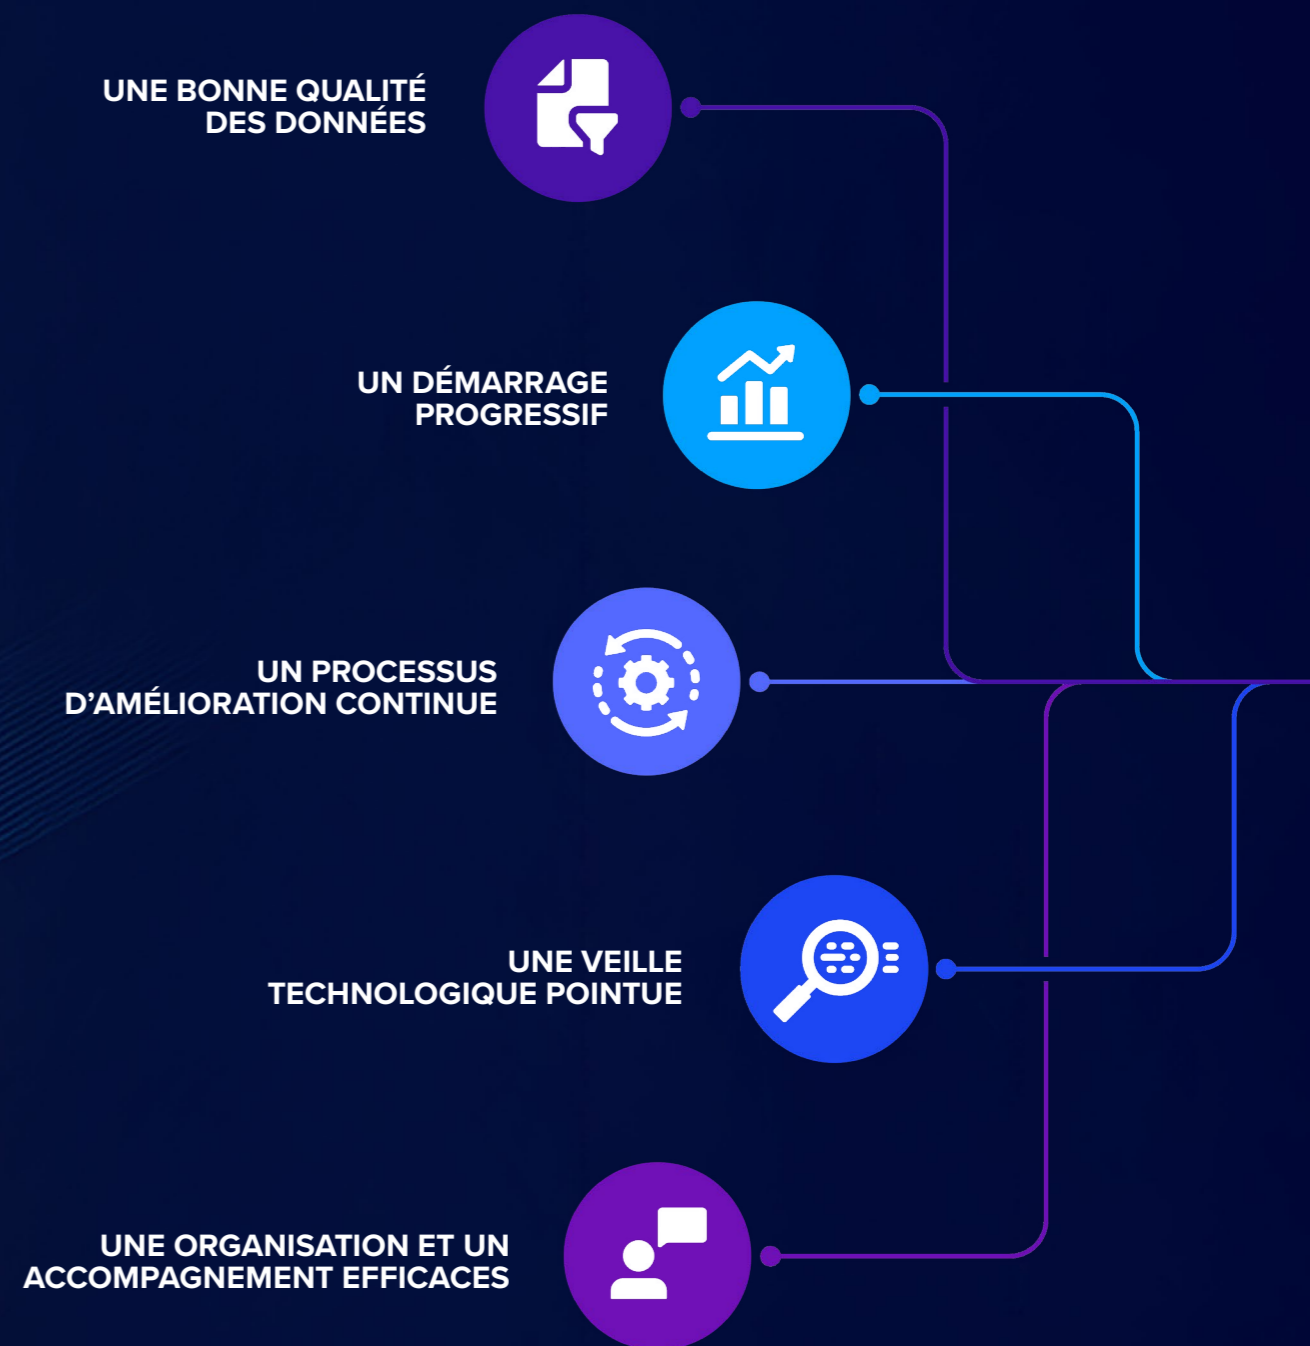 UNE BONNE QUALITÉ
DES DONNÉES
UN DÉMARRAGE
PROGRESSIF
UN PROCESSUS
D’AMÉLIORATION CONTINUE
UNE VEILLE
TECHNOLOGIQUE POINTUE
UNE ORGANISATION ET UN
ACCOMPAGNEMENT EFFICACES